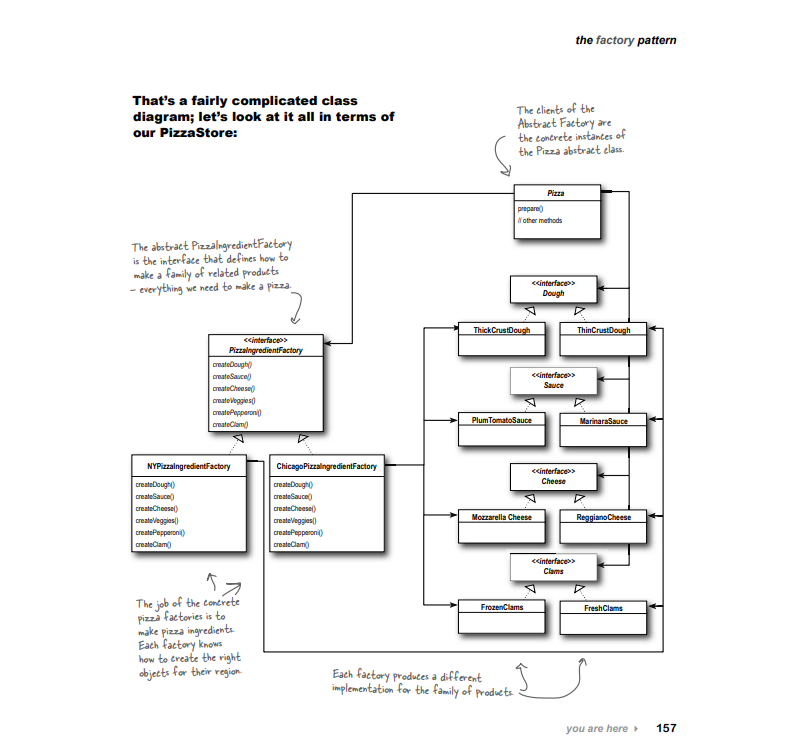 the factory pattern
That's a fairly complicated class
diagram; let's look at it all in terms of
our PizzaStore:
The clients of the
Abstract Factory are
the concrete instances of
the Pizza abstract class.
Pizza
prepare()
// other methods
The abstract PizzaIngredientFactory
is the interface that defines how to
make a family of related products
– everything we need to make a pizza.
<<interface>>
Dough
ThickCrustDough
ThinCrustDough
<<interface>>
PizzaIngredientFactory
createDough()
createSauce()
createCheese()
createVeggies()
createPepperoni()
createClam()
<<interface>>
Sauce
PlumTomatoSauce
MarinaraSauce
NYPizzaIngredientFactory
createDough()
createSauce()
createCheese()
createVeggies()
createPepperoni()
createClam()
ChicagoPizzaIngredientFactory
createDough()
createSauce()
createCheese()
createVeggies()
createPepperoni()
createClam()
<<interface>>
Cheese
Mozzarella Cheese
ReggianoCheese
<<interface>>
Clams
FrozenClams
FreshClams
The job of the concrete
pizza factories is to
make pizza ingredients.
Each factory knows
how to create the right
objects for their region.
Each factory produces a different
implementation for the family of products.
you are here
157